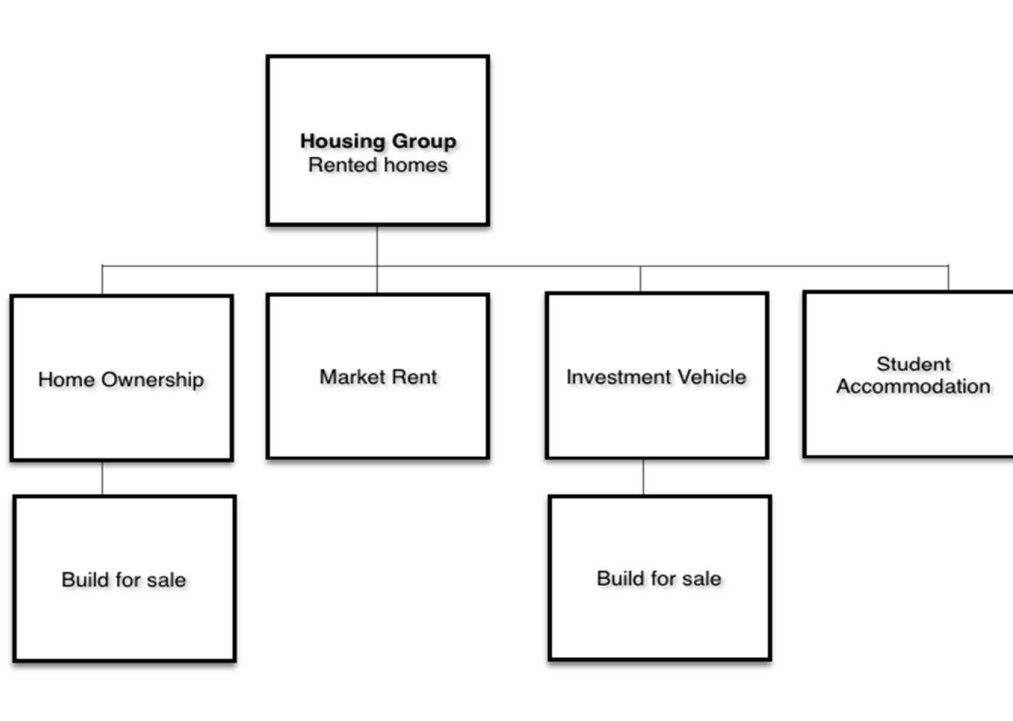 Housing Group
Rented homes
Home Ownership
Market Rent
Investment Vehicle
Student
Accommodation
Build for sale
Build for sale